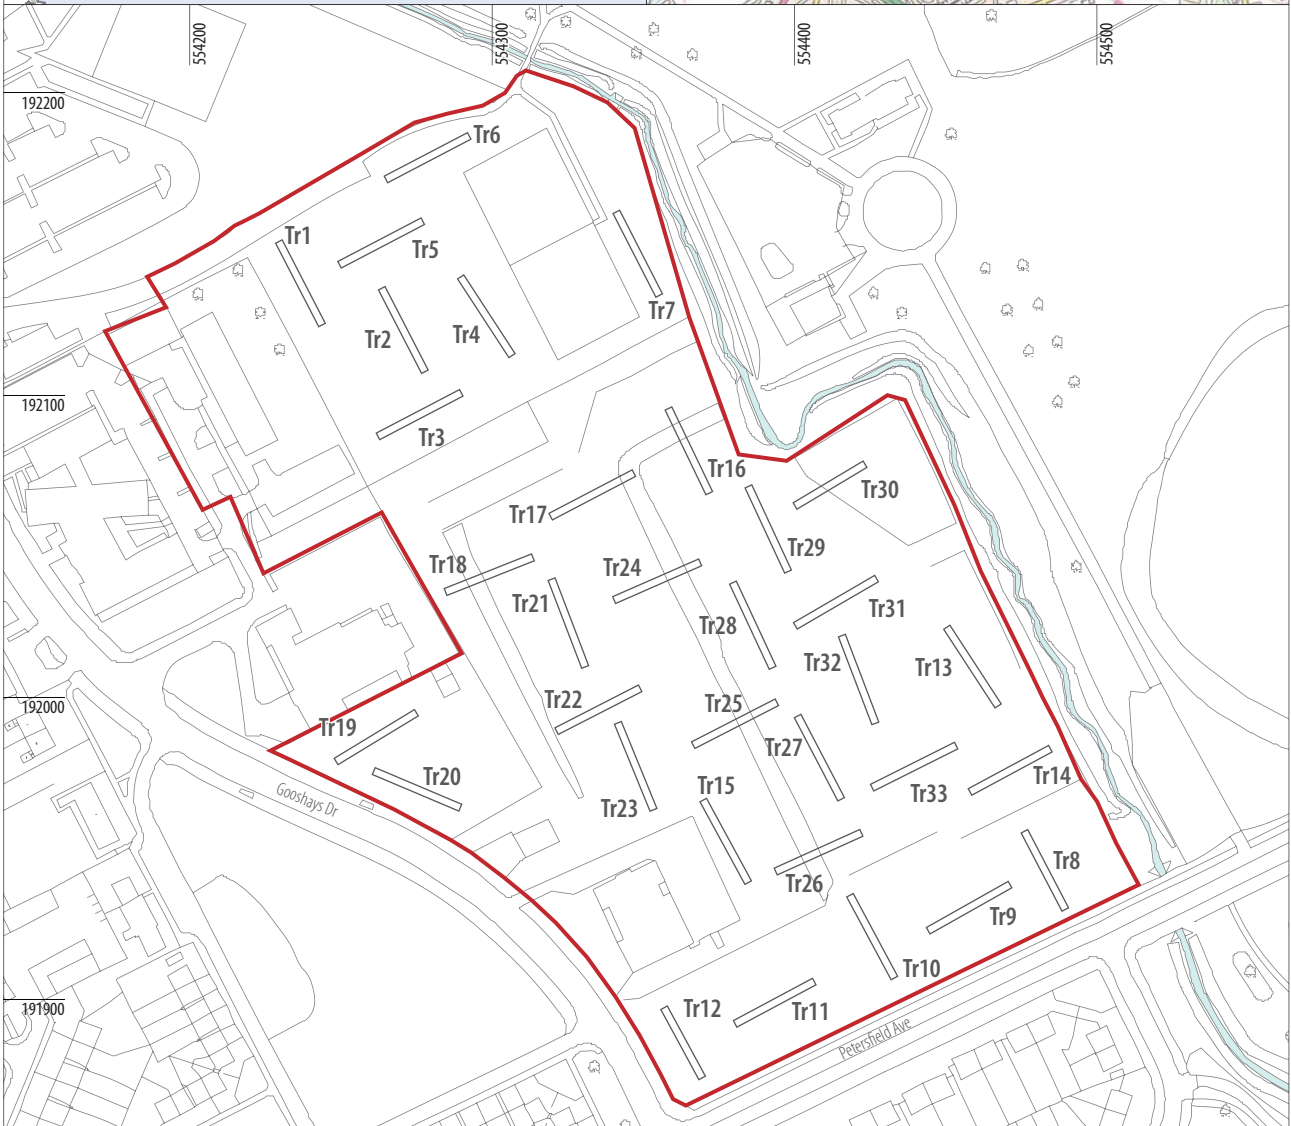 554200
554300
554400
554500
192200
Tr6
Tr1
Tr5
Tr7
Tr2
Tr4
192100
Tr3
Tr16
Tr30
Tr17
Tr29
Tr18
Tr24
Tr21
Tr31
Tr28
Tr32
Tr13
192000
Tr22
Tr25
Tr19
Tr27
Tr20
Tr14
Tr15
Tr33
Gooshays Dr
Tr23
Tr8
Tr26
Tr9
Tr10
191900
Tr12
Tr11
Petersfield Ave